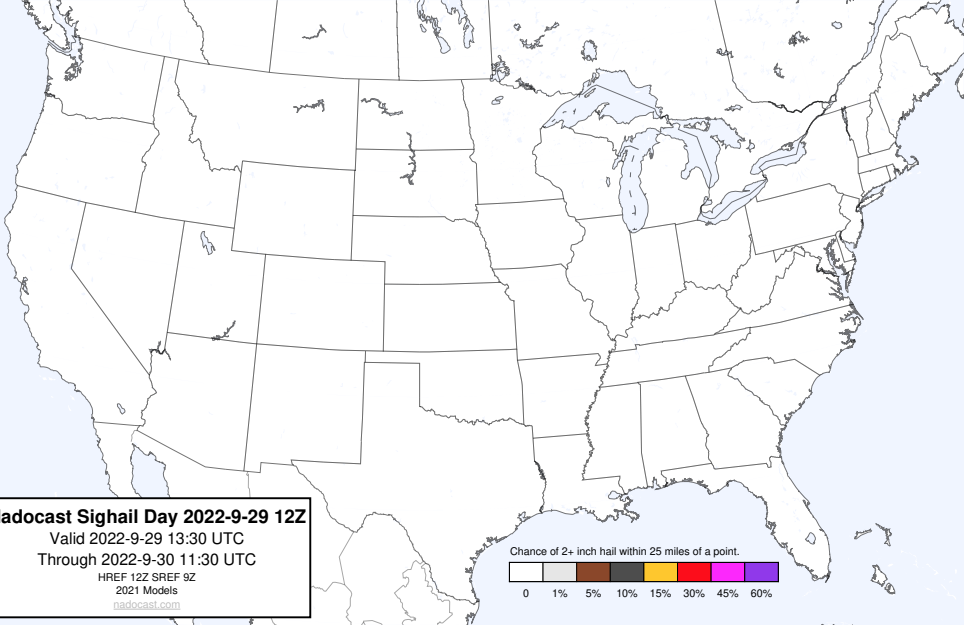 adocast Sighail Day 2022-9-29 12Z
Valid 2022-9-29 13:30 UTC
Through 2022-9-30 11:30 UTC
HREF 12Z SREF 9Z
2021 Models
nadocast.com
Chance of 2+ inch hail within 25 miles of a point.
0 1% 5% 10% 15% 30% 45% 60%